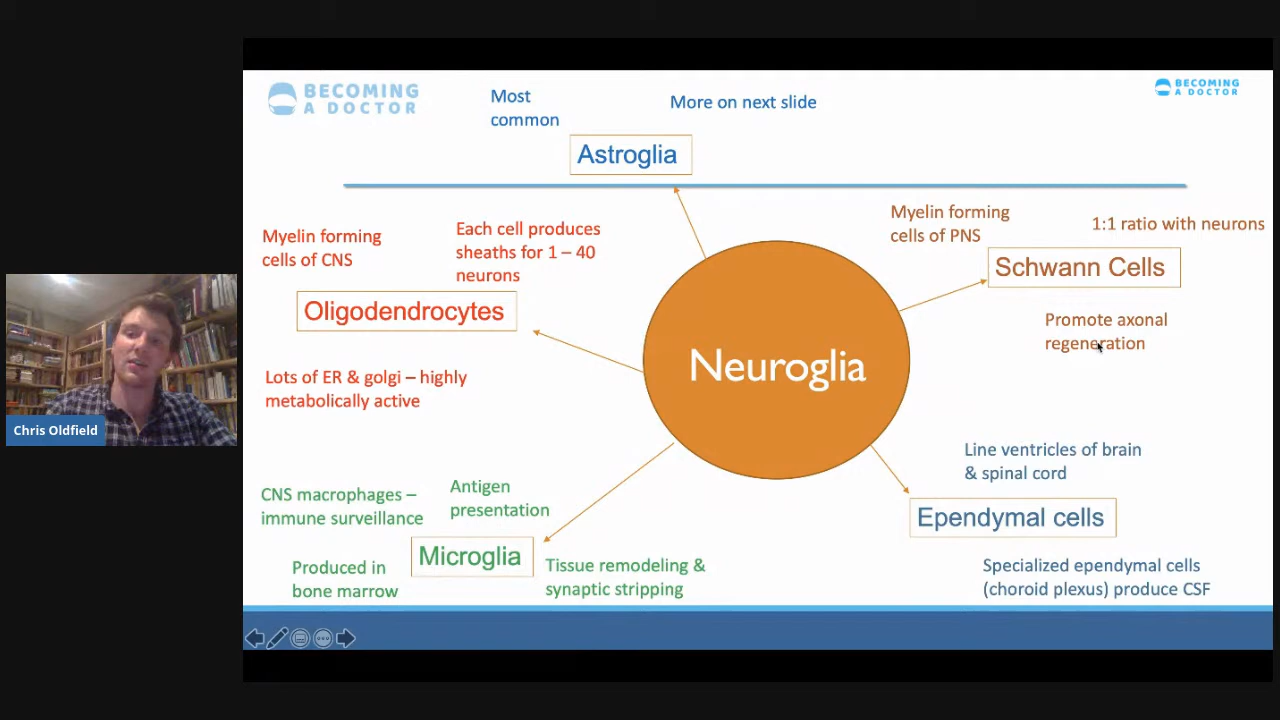 BECOMING
A DOCTOR
BECOMING
A DOCTOR
Most
common
More on next slide
Astroglia
Myelin forming
cells of CNS
Each cell produces
sheaths for 1 – 40
neurons
Oligodendrocytes
Lots of ER & golgi – highly
metabolically active
Myelin forming
cells of PNS
1:1 ratio with neurons
Schwann Cells
Promote axonal
regeneration
Neuroglia
CNS macrophages –
immune surveillance
Antigen
presentation
Microglia
Produced in
bone marrow
Tissue remodeling &
synaptic stripping
Line ventricles of brain
& spinal cord
Ependymal cells
Specialized ependymal cells
(choroid plexus) produce CSF
Chris Oldfield